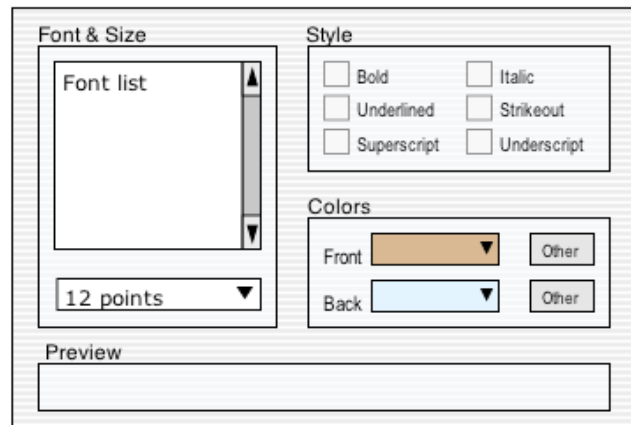 Font & Size
Font list
12 points
Style
Bold
Italic
Underlined
Strikeout
Superscript
Underscript
Colors
Front
Other
Back
Other
Preview